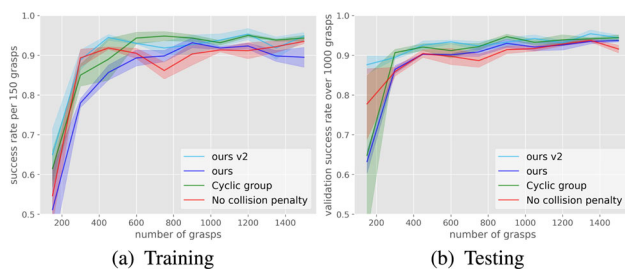 success rate per 150 grasps
1.0
0.9
0.8
0.7
0.6
0.5
200 400 600 800 1000 1200 1400
number of grasps
ours v2
ours
Cyclic group
No collision penalty
(a) Training
validation success rate over 1000 grasps
1.0
0.9
0.8
0.7
0.6
0.5
200 400 600 800 1000 1200 1400
number of grasps
ours v2
ours
Cyclic group
No collision penalty
(b) Testing